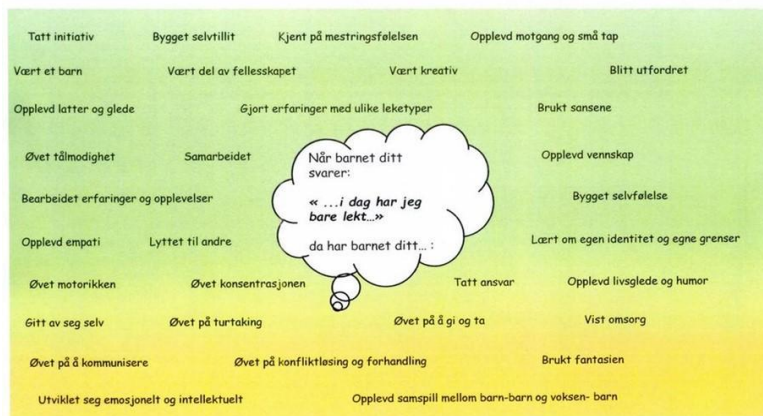 Tatt initiativ Bygget selvtillit Kjent på mestringsfølelsen Opplevd motgang og små tap
Vært et barn Vært del av fellesskapet Vært kreativ Blitt utfordret
Opplevd latter og glede Gjort erfaringer med ulike leketyper Brukt sansene
Øvet tålmodighet Samarbeidet Opplevd vennskap
Når barnet ditt
svarer:
« ...i dag har jeg
bare lekt...»
da har barnet ditt... :
Bearbeidet erfaringer og opplevelser Bygget selvfølelse
Opplevd empati Lyttet til andre Lært om egen identitet og egne grenser
Øvet motorikken Øvet konsentrasjonen Tatt ansvar Opplevd livsglede og humor
Gitt av seg selv Øvet på turtaking Øvet på å gi og ta Vist omsorg
Øvet på å kommunisere Øvet på konfliktløsing og forhandling Brukt fantasien
Utviklet seg emosjonelt og intellektuelt Opplevd samspill mellom barn-barn og voksen- barn